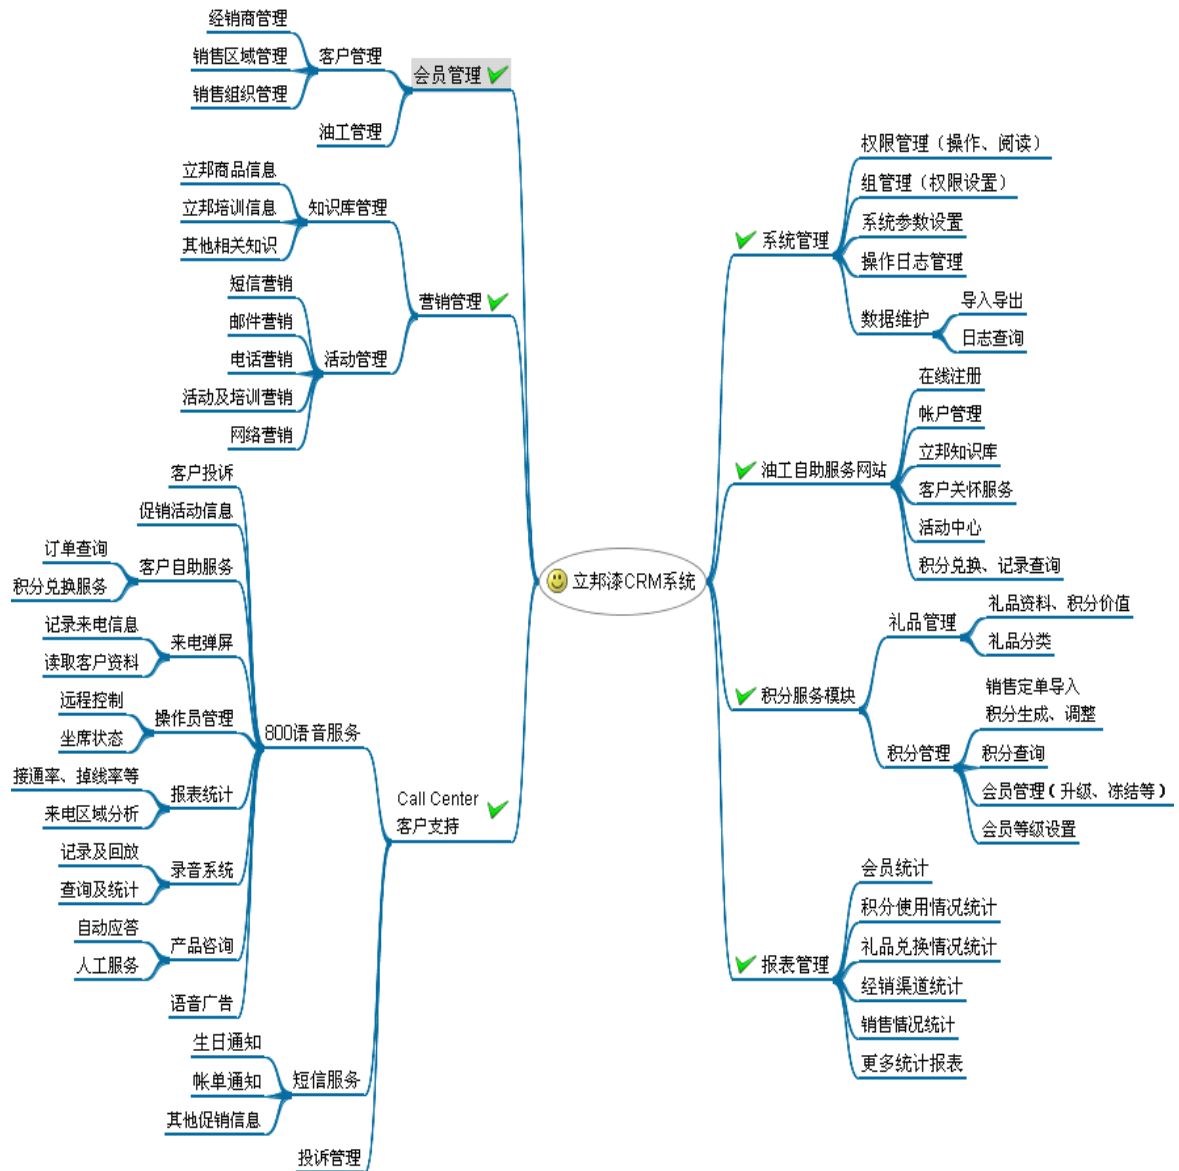 立邦漆CRM系统
会员管理
客户管理
经销商管理
销售区域管理
销售组织管理
油工管理
营销管理
知识库管理
立邦商品信息
立邦培训信息
其他相关知识
活动管理
短信营销
邮件营销
电话营销
活动及培训营销
网络营销
Call Center
客户支持
800语音服务
客户投诉
促销活动信息
客户自助服务
订单查询
积分兑换服务
来电弹屏
记录来电信息
读取客户资料
操作员管理
远程控制
坐席状态
报表统计
接通率、掉线率等
来电区域分析
录音系统
记录及回放
查询及统计
产品咨询
自动应答
人工服务
语音广告
短信服务
生日通知
帐单通知
其他促销信息
投诉管理
系统管理
权限管理（操作、阅读）
组管理（权限设置）
系统参数设置
操作日志管理
数据维护
导入导出
日志查询
油工自助服务网站
在线注册
帐户管理
立邦知识库
客户关怀服务
活动中心
积分兑换、记录查询
积分服务模块
礼品管理
礼品资料、积分价值
礼品分类
积分管理
销售定单导入
积分生成、调整
积分查询
会员管理（升级、冻结等）
会员等级设置
报表管理
会员统计
积分使用情况统计
礼品兑换情况统计
经销渠道统计
销售情况统计
更多统计报表